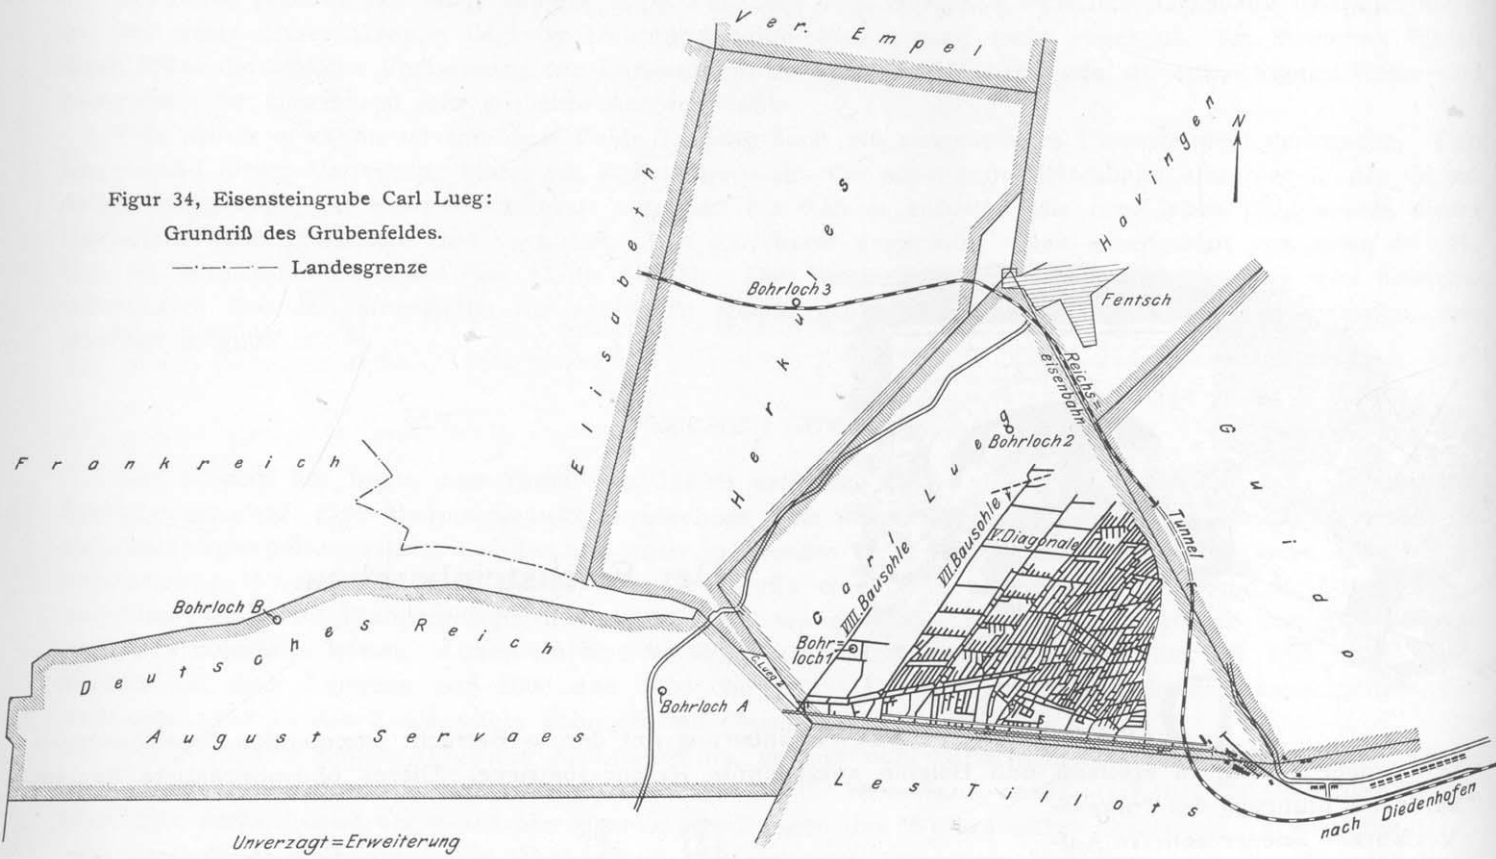 Ver. Empel
Havingen
N
Figur 34, Eisensteingrube Carl Lueg:
Grundriß des Grubenfeldes.
Landesgrenze
Elisabeth
Herkules
Bohrloch 3
Fentsch
Reichs=
eisenbahn
Guido
Frankreich
Carl Lueg
Bohrloch 2
V. Diagonale
VII. Bausohle
VIII. Bausohle
Tunnel
Bohrloch B
Deutsches Reich
Bohr=
loch 1
C. Lueg 2
Bohrloch A
August Servaes
Les Tillots
nach Diedenhofen
Unverzagt=Erweiterung